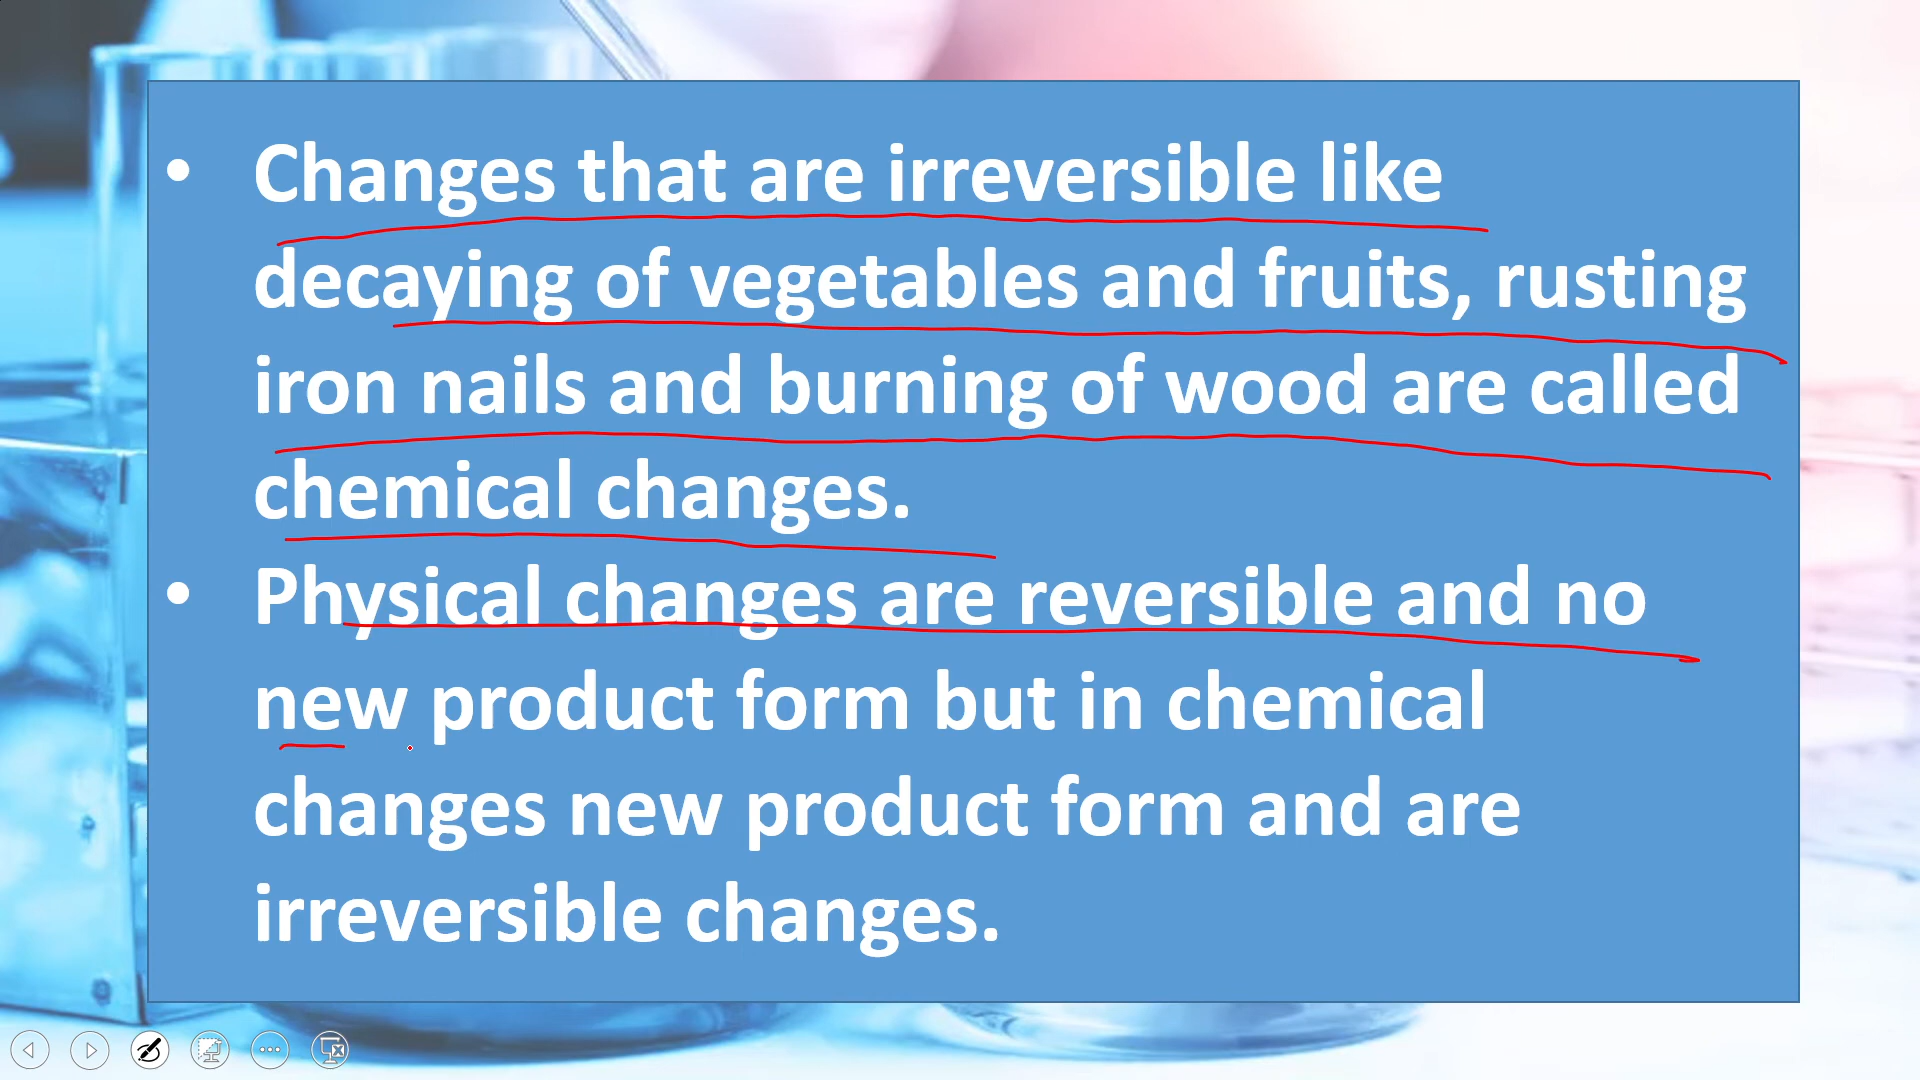 • Changes that are irreversible like
decaying of vegetables and fruits, rusting
iron nails and burning of wood are called
chemical changes.
• Physical changes are reversible and no
new product form but in chemical
changes new product form and are
irreversible changes.